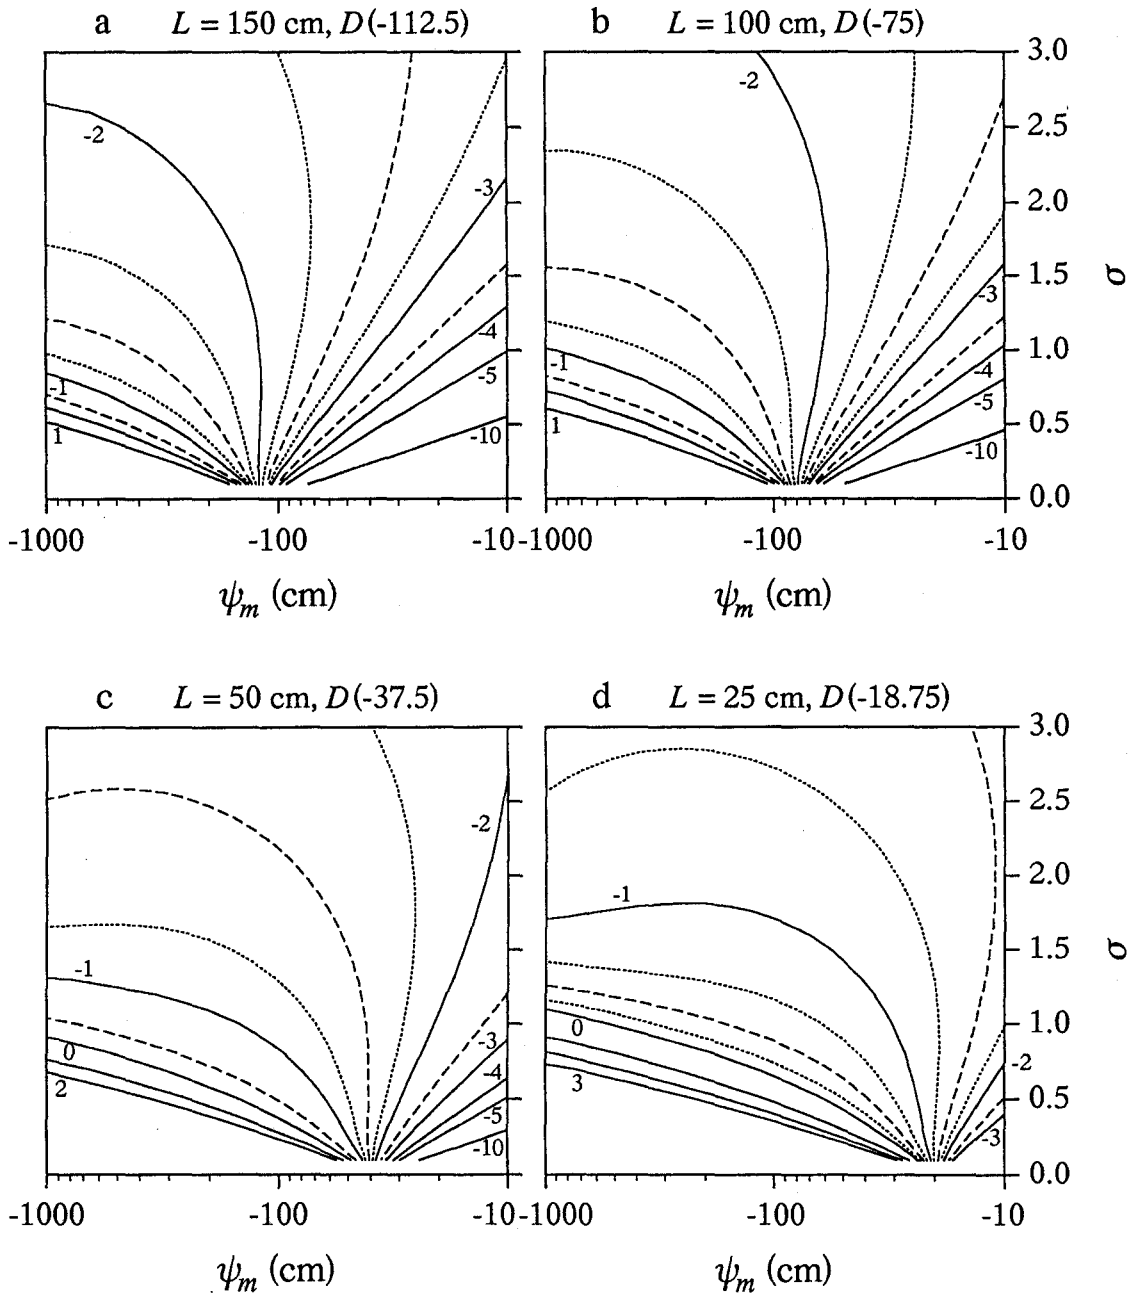 a L = 150 cm, D(-112.5)
b L = 100 cm, D(-75)
-2
-3
-4
-5
-10
-1
1
-2
-3
-4
-5
-10
-1
1
3.0
2.5
2.0
1.5
1.0
0.5
0.0
σ
-1000 -100 -10
-1000 -100 -10
ψm (cm)
ψm (cm)
c L = 50 cm, D(-37.5)
d L = 25 cm, D(-18.75)
-2
-1
0
2
-3
-4
-5
-10
-1
0
3
-2
-3
3.0
2.5
2.0
1.5
1.0
0.5
0.0
σ
-1000 -100 -10
-1000 -100 -10
ψm (cm)
ψm (cm)